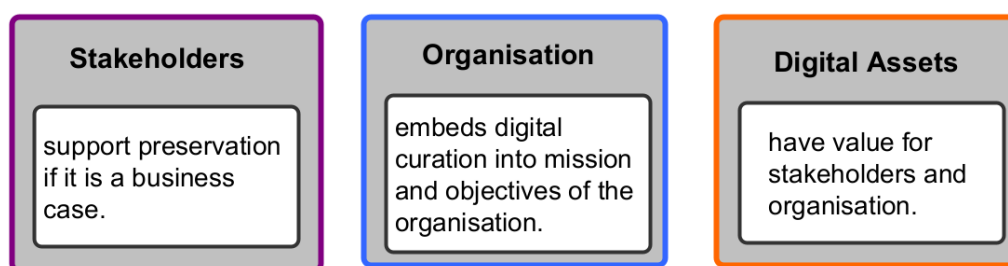 Stakeholders
support preservation
if it is a business
case.
Organisation
embeds digital
curation into mission
and objectives of the
organisation.
Digital Assets
have value for
stakeholders and
organisation.